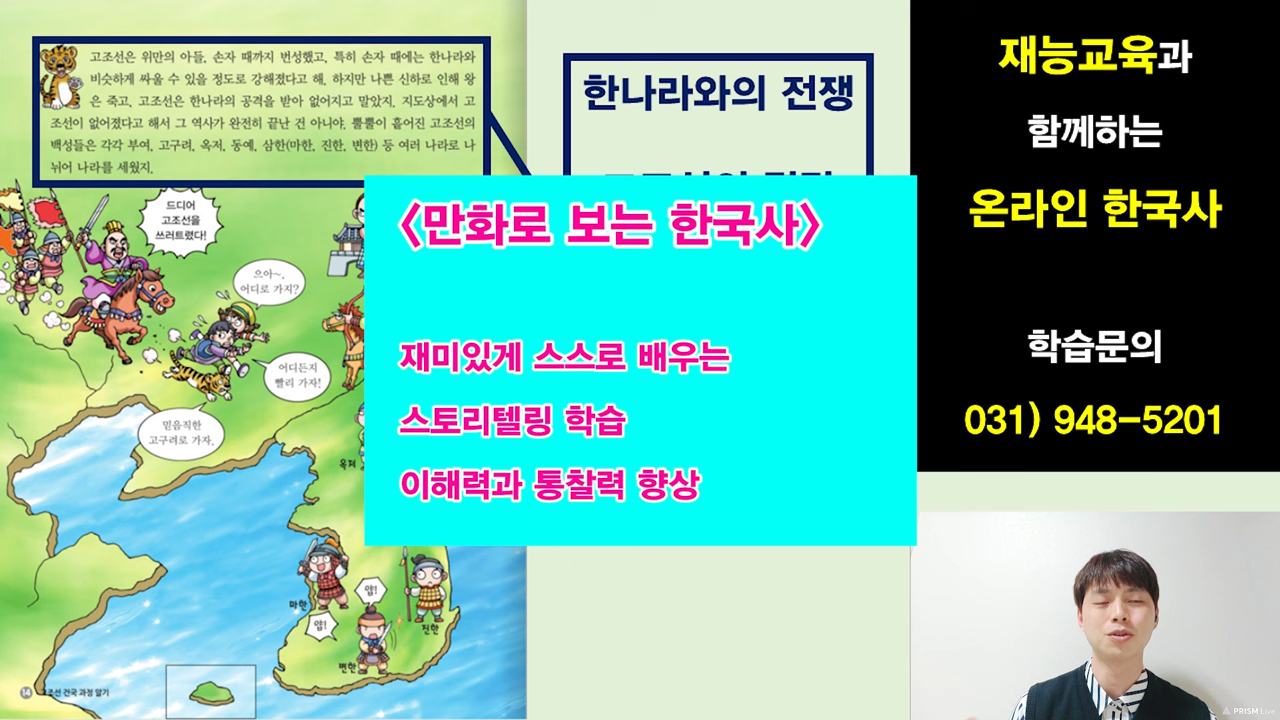 고조선은 위만의 아들, 손자 때까지 번성했고, 특히 손자 때에는 한나라와
비슷하게 싸울 수 있을 정도로 강해졌다고 해. 하지만 나쁜 신하로 인해 왕
은 죽고, 고조선은 한나라의 공격을 받아 없어지고 말았지. 지도상에서 고
조선이 없어졌다고 해서 그 역사가 완전히 끝난 건 아니야. 뿔뿔이 흩어진 고조선의
백성들은 각각 부여, 고구려, 옥저, 동예, 삼한(마한, 진한, 변한) 등 여러 나라로 나
뉘어 나라를 세웠지.
드디어
고조선을
쓰러트렸다!
으아~,
어디로 가지?
어디든지
빨리 가자!
믿음직한
고구려로 가자.
옥저
마한
얍!
얍!
진한
변한
14 고조선 건국 과정 알기
한나라와의 전쟁
<만화로 보는 한국사>
재미있게 스스로 배우는
스토리텔링 학습
이해력과 통찰력 향상
재능교육과
함께하는
온라인 한국사
학습문의
031) 948-5201
PRISM Live